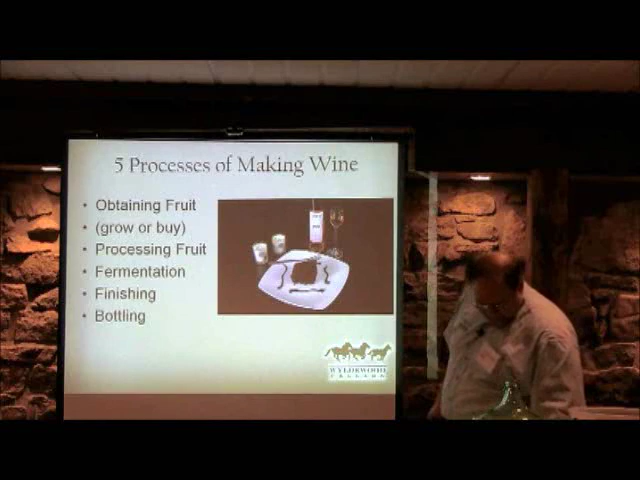 5 Processes of Making Wine
• Obtaining Fruit
• (grow or buy)
• Processing Fruit
• Fermentation
• Finishing
• Bottling
WYLDEWOOD
CELLARS